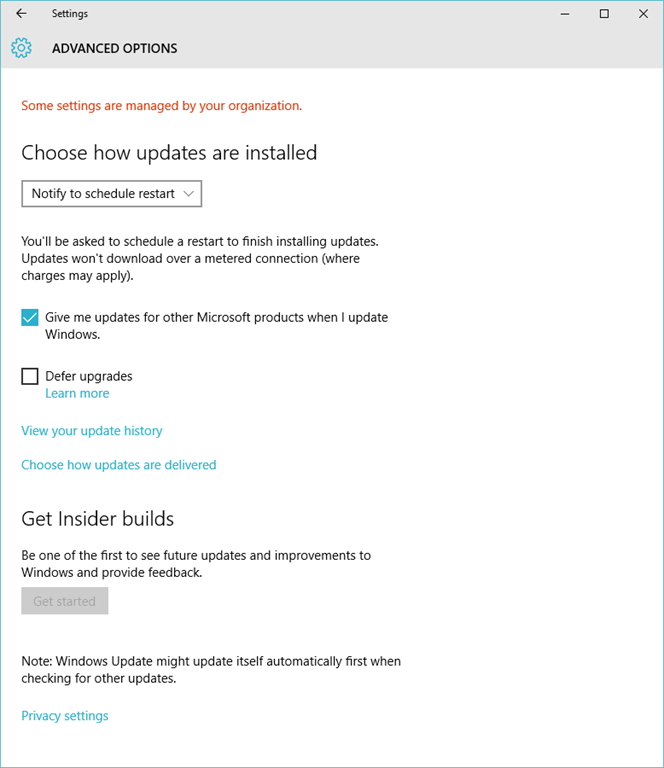 Settings
ADVANCED OPTIONS
Some settings are managed by your organization.
Choose how updates are installed
Notify to schedule restart
You'll be asked to schedule a restart to finish installing updates.
Updates won't download over a metered connection (where
charges may apply).
Give me updates for other Microsoft products when I update
Windows.
Defer upgrades
Learn more
View your update history
Choose how updates are delivered
Get Insider builds
Be one of the first to see future updates and improvements to
Windows and provide feedback.
Get started
Note: Windows Update might update itself automatically first when
checking for other updates.
Privacy settings